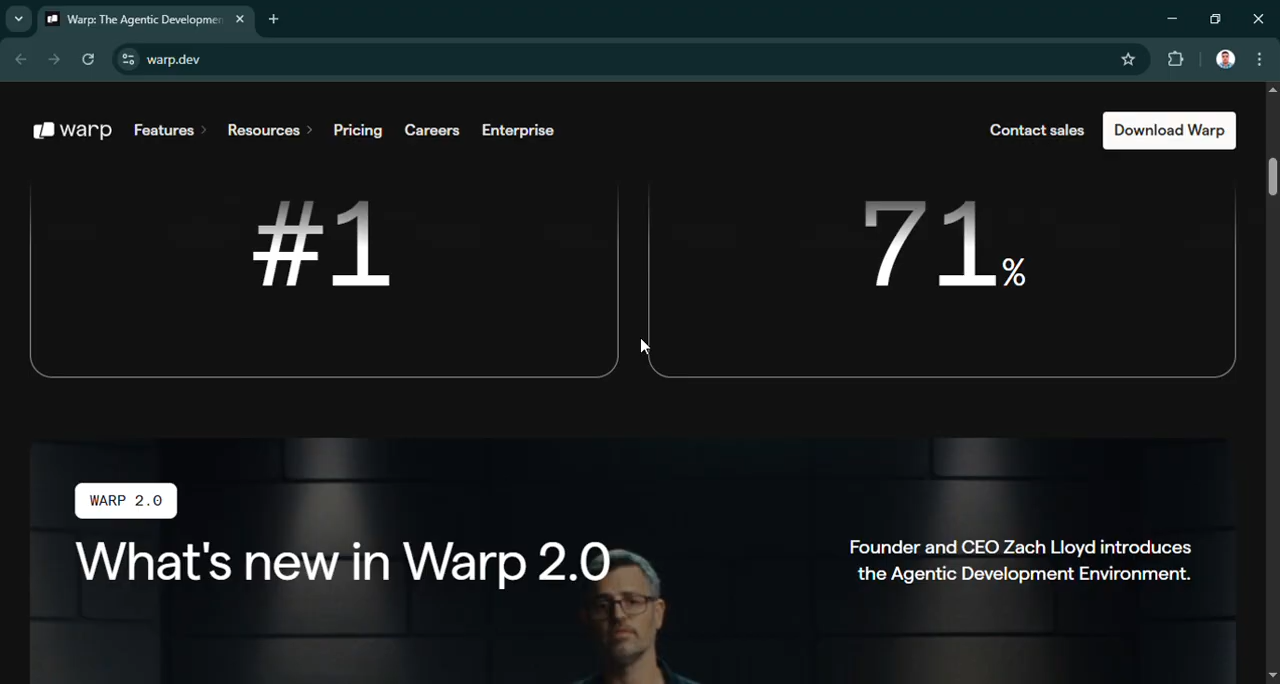 Warp: The Agentic Developmen
warp.dev
warp
Features
Resources
Pricing
Careers
Enterprise
Contact sales
Download Warp
#1
71%
WARP 2.0
What's new in Warp 2.0
Founder and CEO Zach Lloyd introduces
the Agentic Development Environment.